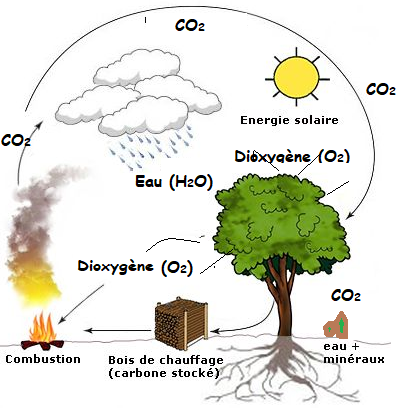 CO2
CO2
CO2
Energie solaire
Dioxygène (O2)
Eau (H2O)
Dioxygène (O2)
CO2
Combustion
Bois de chauffage
(carbone stocké)
eau +
minéraux